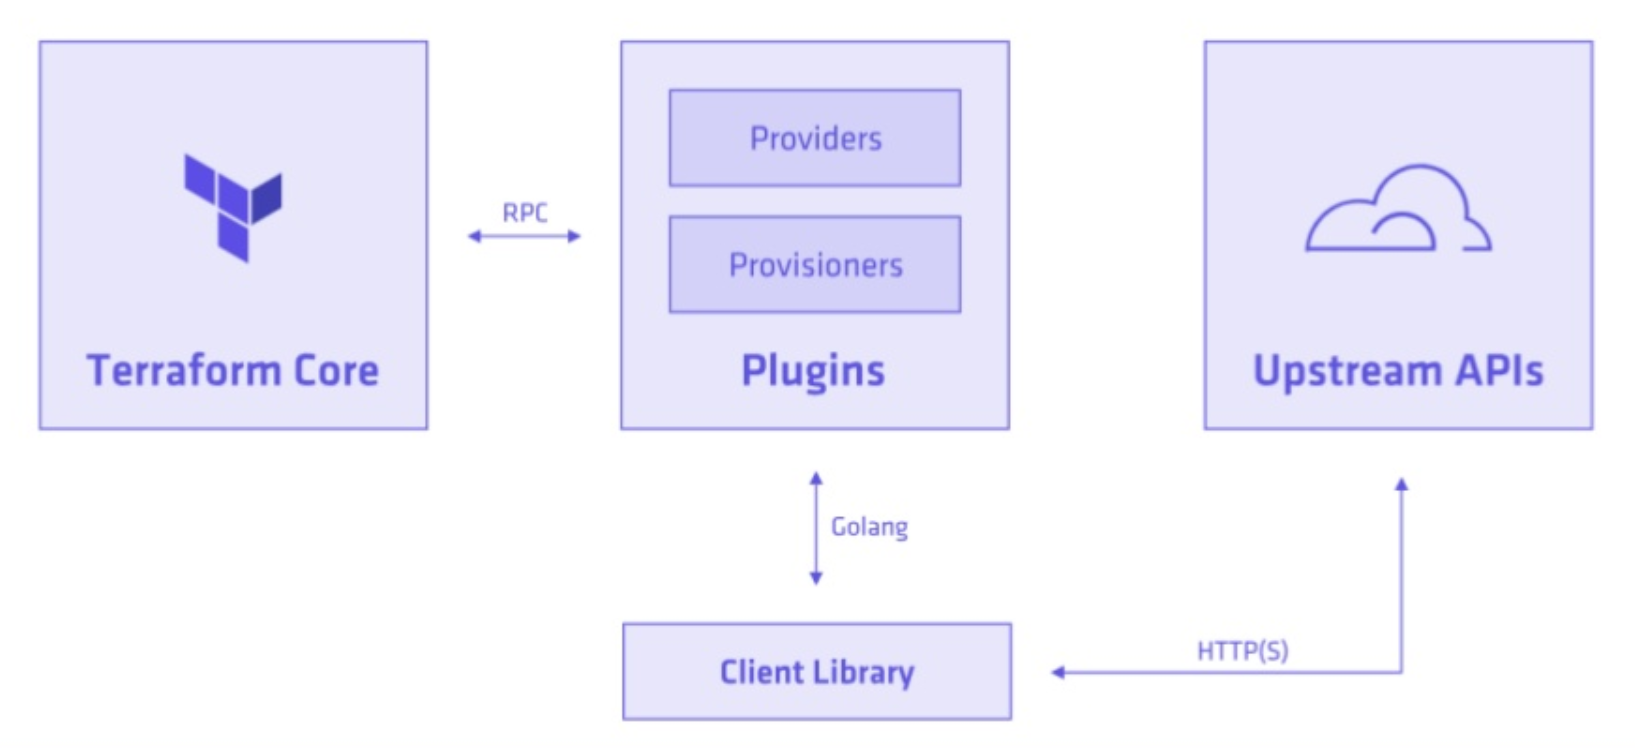 Providers
RPC
Provisioners
Terraform Core
Plugins
Upstream APIs
Golang
HTTP(S)
Client Library